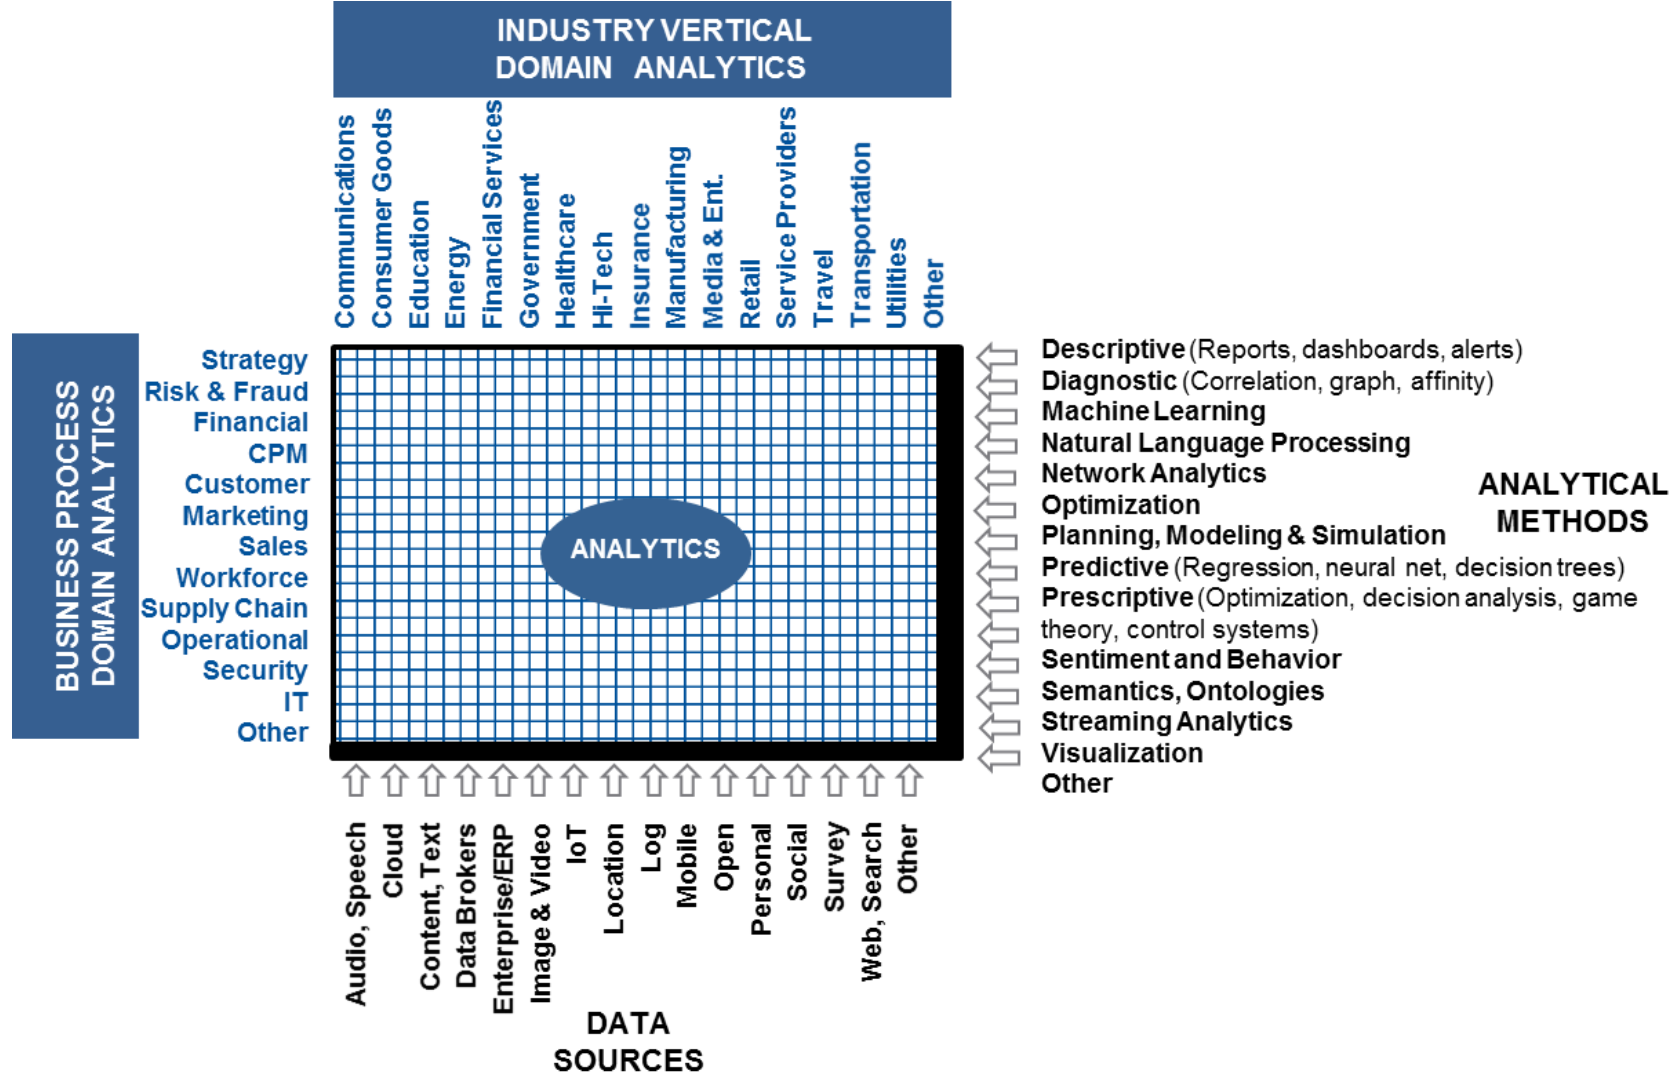 INDUSTRY VERTICAL
DOMAIN ANALYTICS
Communications
Consumer Goods
Education
Energy
Financial Services
Government
Healthcare
Hi-Tech
Insurance
Manufacturing
Media & Ent.
Retail
Service Providers
Travel
Transportation
Utilities
Other
BUSINESS PROCESS
DOMAIN ANALYTICS
Strategy
Risk & Fraud
Financial
CPM
Customer
Marketing
Sales
Workforce
Supply Chain
Operational
Security
IT
Other
ANALYTICS
Descriptive (Reports, dashboards, alerts)
Diagnostic (Correlation, graph, affinity)
Machine Learning
Natural Language Processing
Network Analytics
Optimization
Planning, Modeling & Simulation
Predictive (Regression, neural net, decision trees)
Prescriptive (Optimization, decision analysis, game
theory, control systems)
Sentiment and Behavior
Semantics, Ontologies
Streaming Analytics
Visualization
Other
ANALYTICAL
METHODS
Audio, Speech
Cloud
Content, Text
Data Brokers
Enterprise/ERP
Image & Video
IoT
Location
Log
Mobile
Open
Personal
Social
Survey
Web, Search
Other
DATA
SOURCES